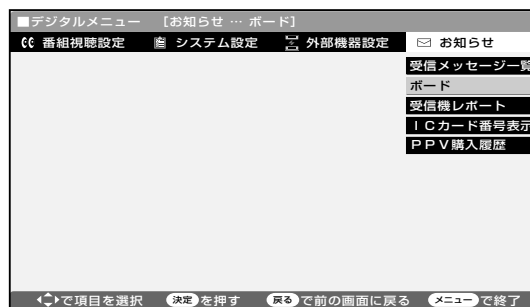 ■デジタルメニュー [お知らせ … ボード]
番組視聴設定 システム設定 外部機器設定 お知らせ
受信メッセージ一覧
ボード
受信機レポート
ICカード番号表示
PPV購入履歴
で項目を選択 決定を押す 戻るで前の画面に戻る メニューで終了